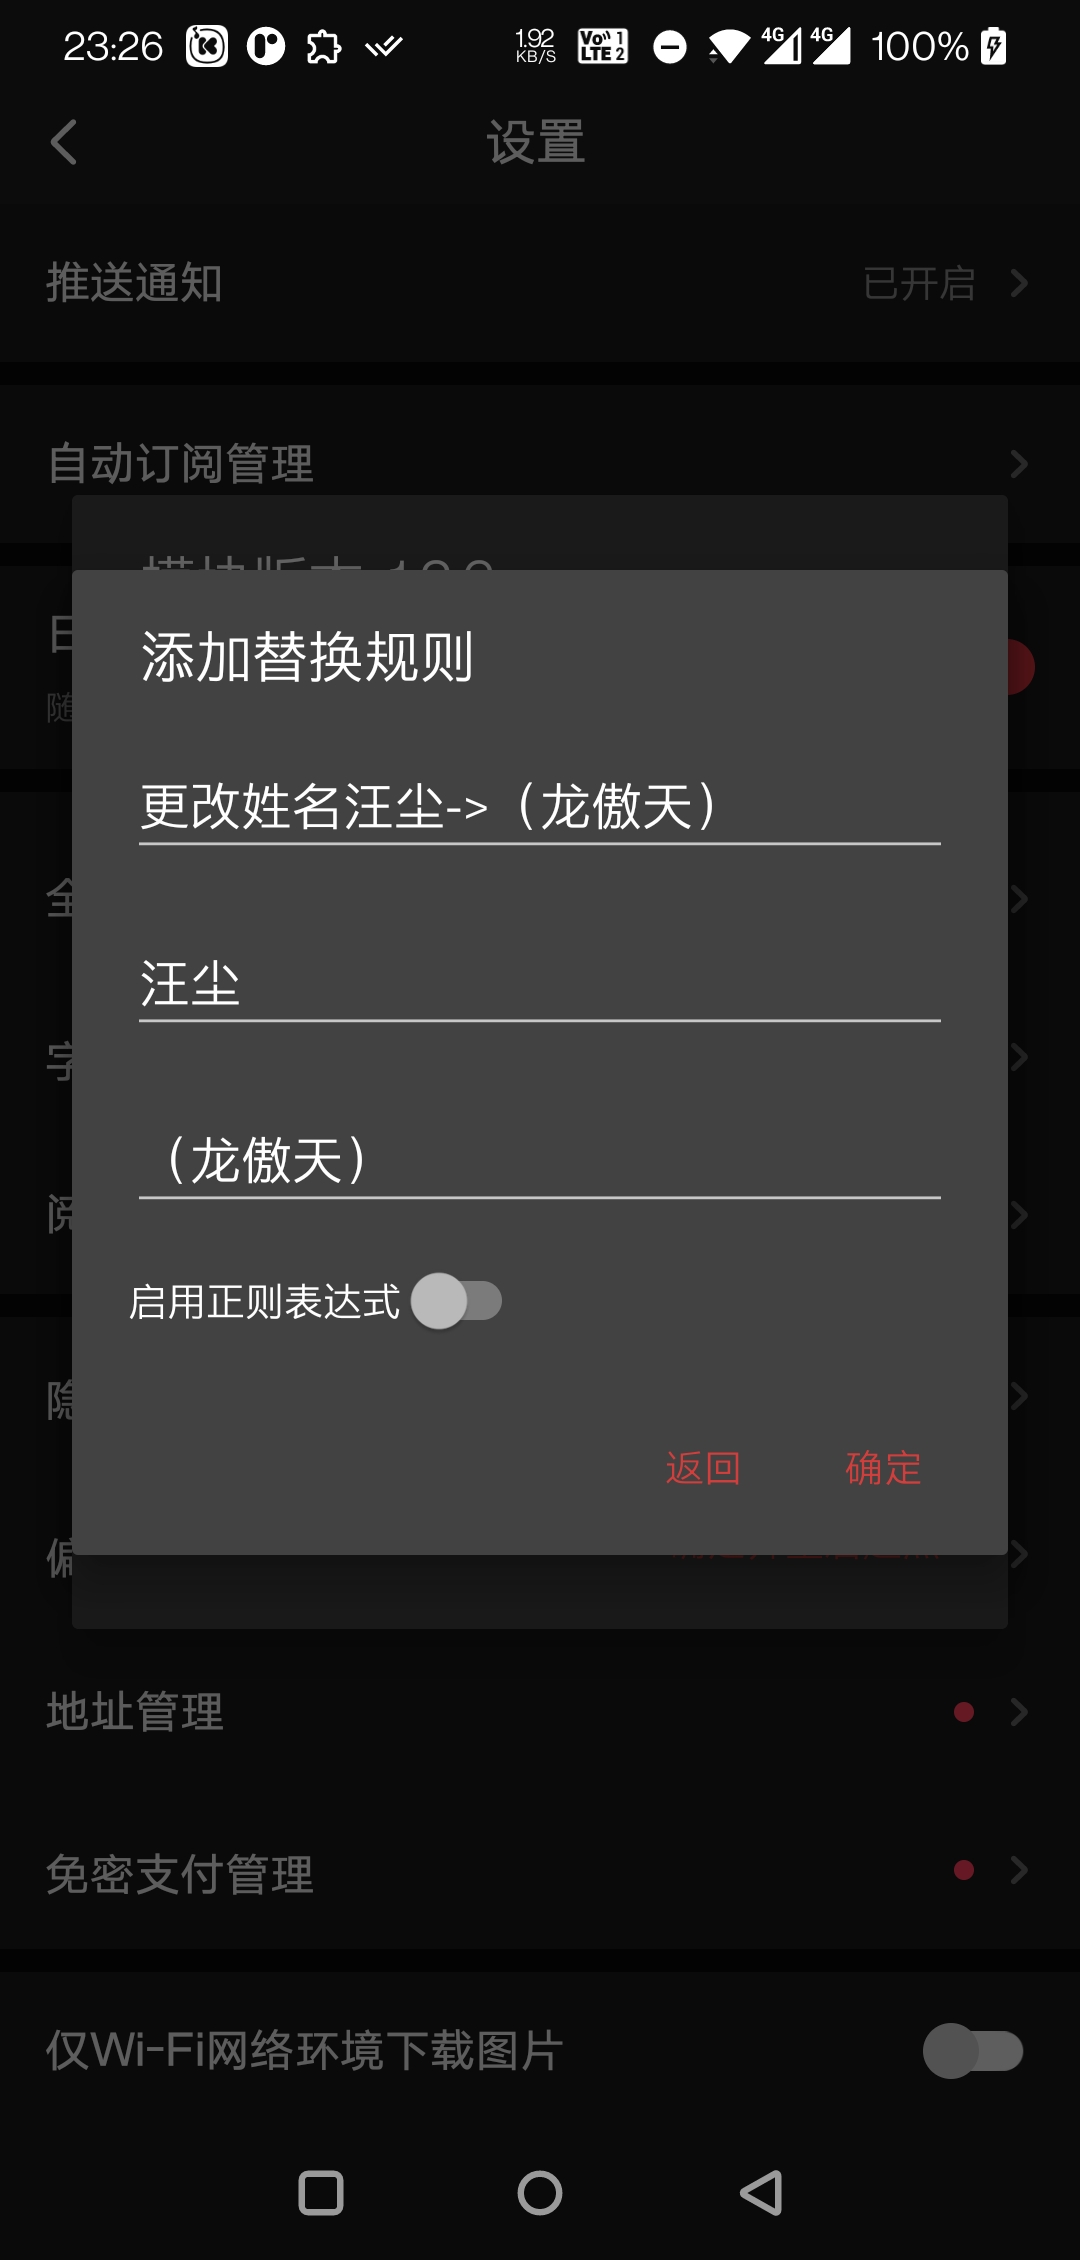 23:26
1.92
KB/S
Vo 1
LTE 2
4G
4G
100%
设置
推送通知
已开启
自动订阅管理
添加替换规则
更改姓名汪尘->（龙傲天）
汪尘
（龙傲天）
启用正则表达式
返回
确定
地址管理
免密支付管理
仅Wi-Fi网络环境下载图片